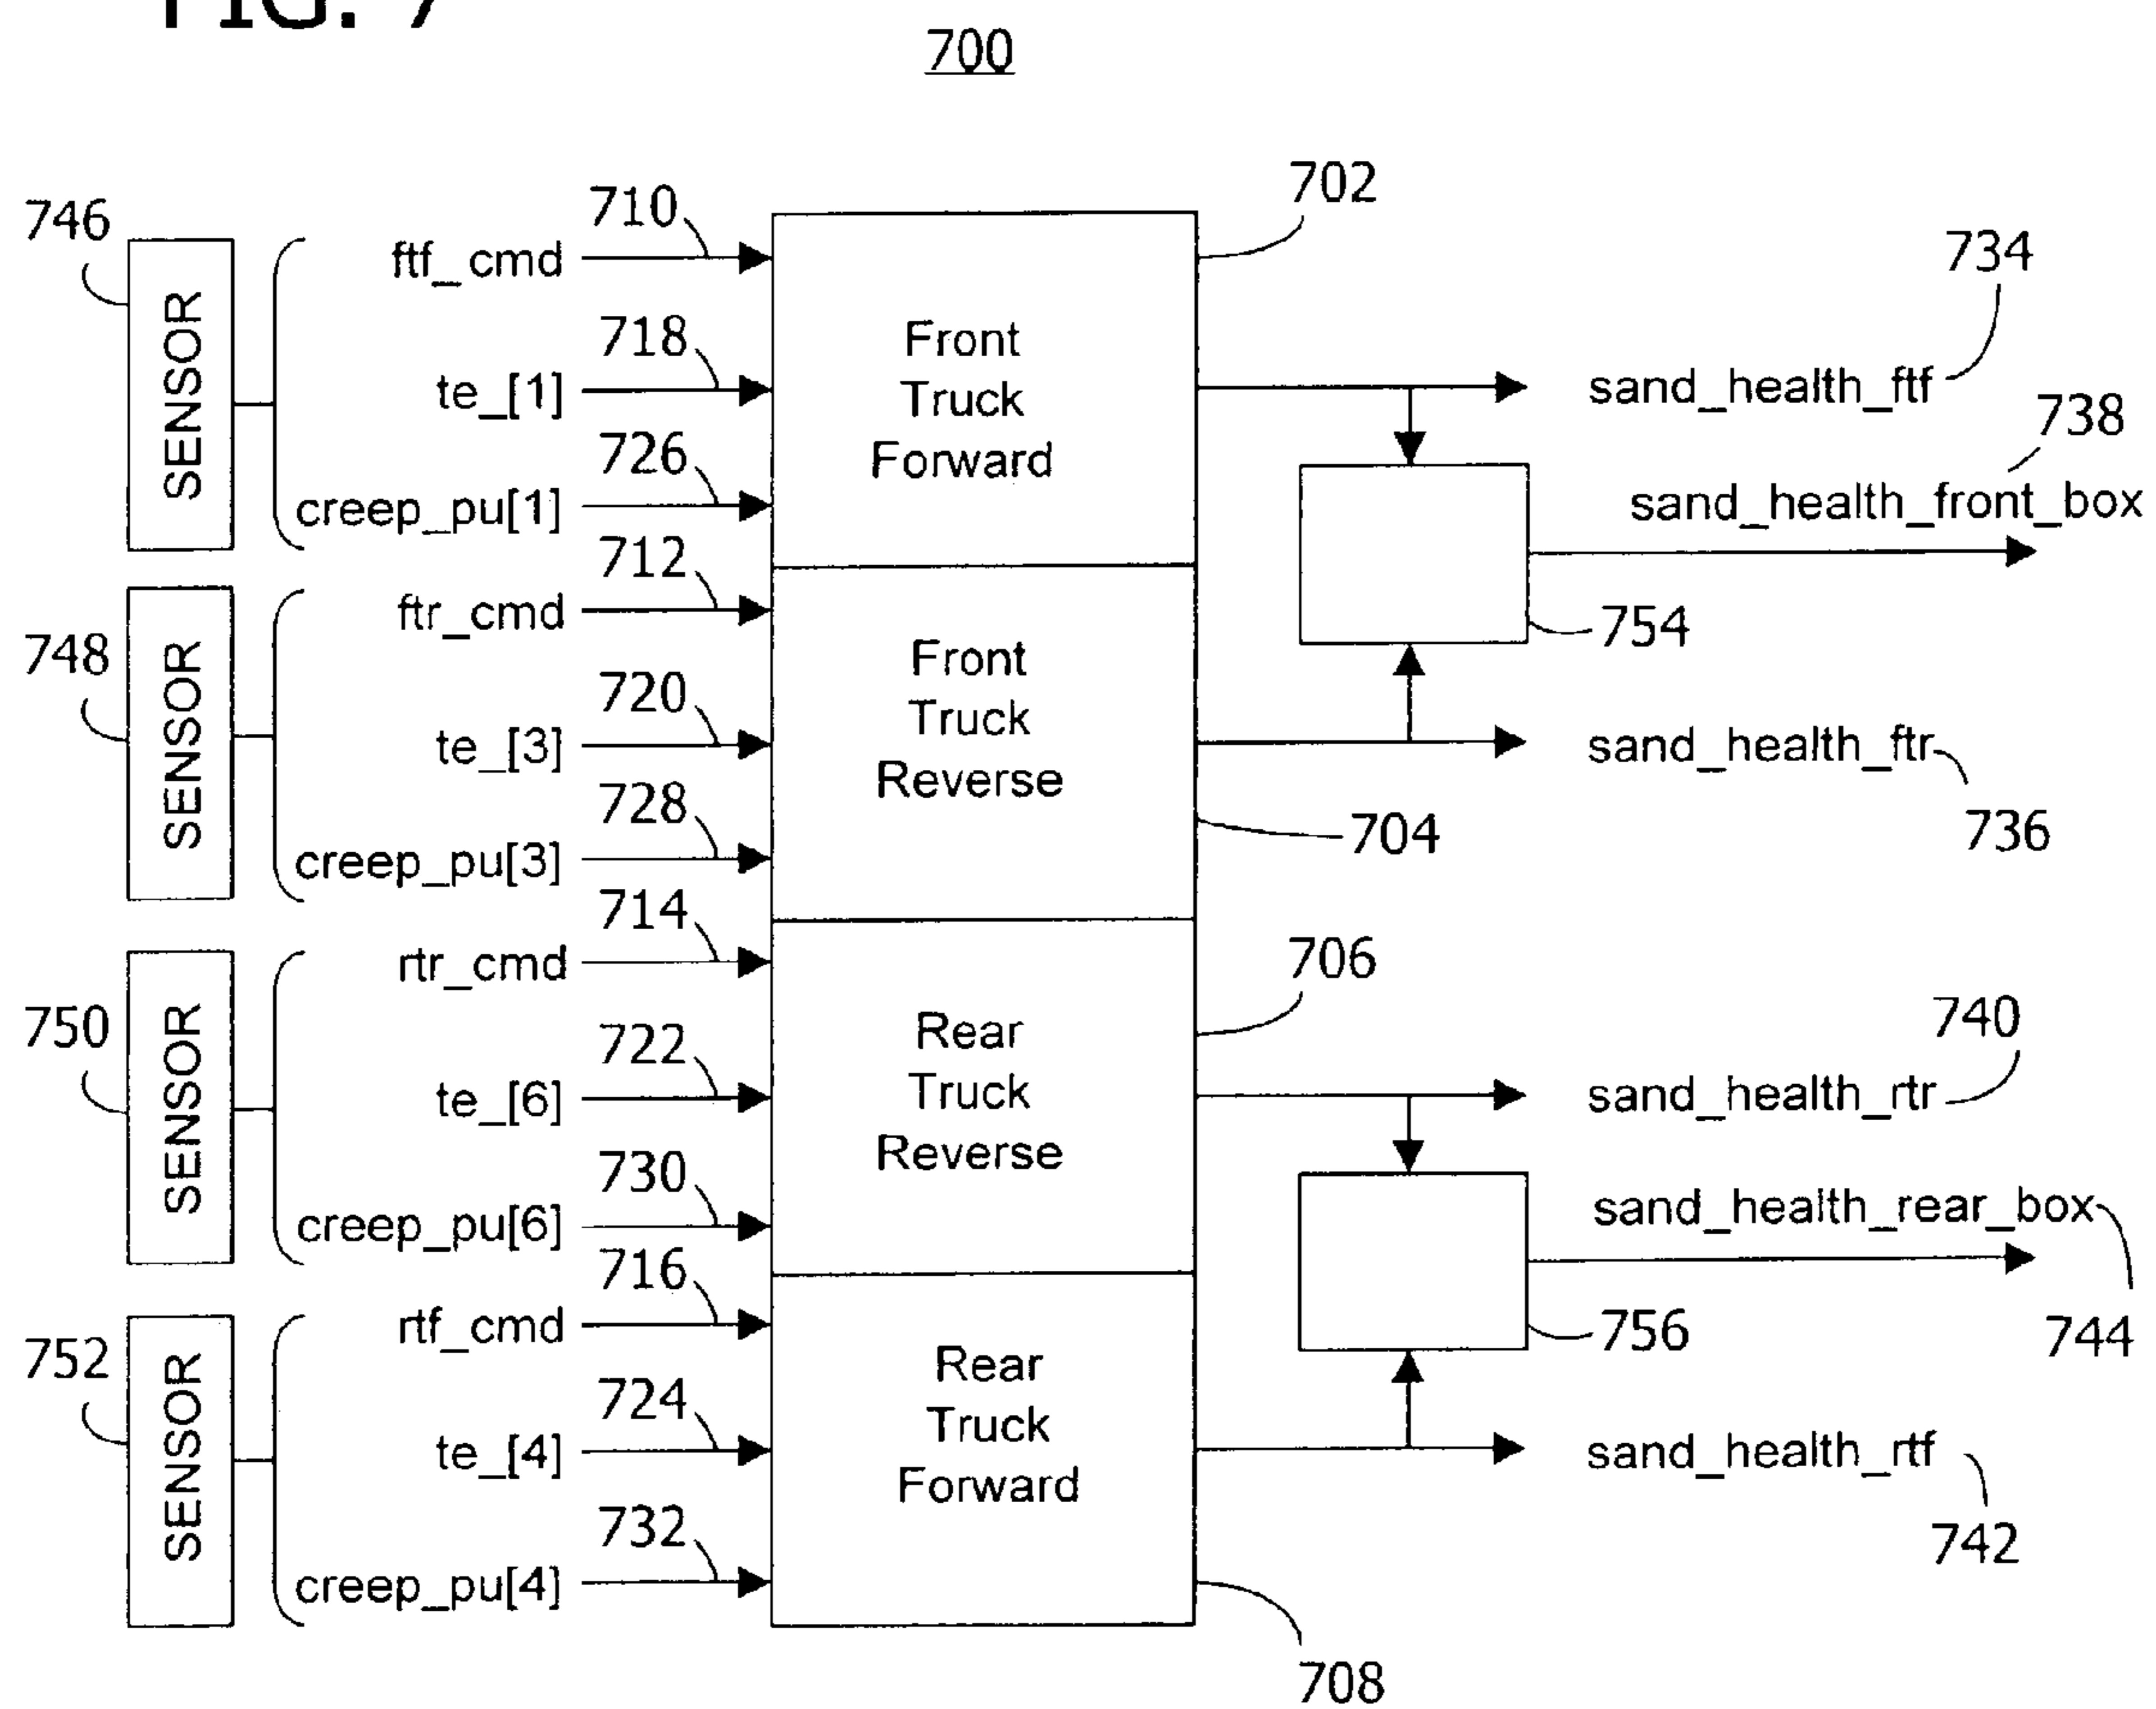 FIG. 7
700
746
SENSOR
ftf_cmd
710
te_[1]
718
creep_pu[1]
726
Front
Truck
Forward
702
sand_health_ftf
734
738
sand_health_front_box
754
748
SENSOR
ftr_cmd
712
te_[3]
720
creep_pu[3]
728
Front
Truck
Reverse
704
sand_health_ftr
736
750
SENSOR
rtr_cmd
714
te_[6]
722
creep_pu[6]
730
Rear
Truck
Reverse
706
sand_health_rtr
740
sand_health_rear_box
744
756
752
SENSOR
rtf_cmd
716
te_[4]
724
creep_pu[4]
732
Rear
Truck
Forward
708
sand_health_rtf
742